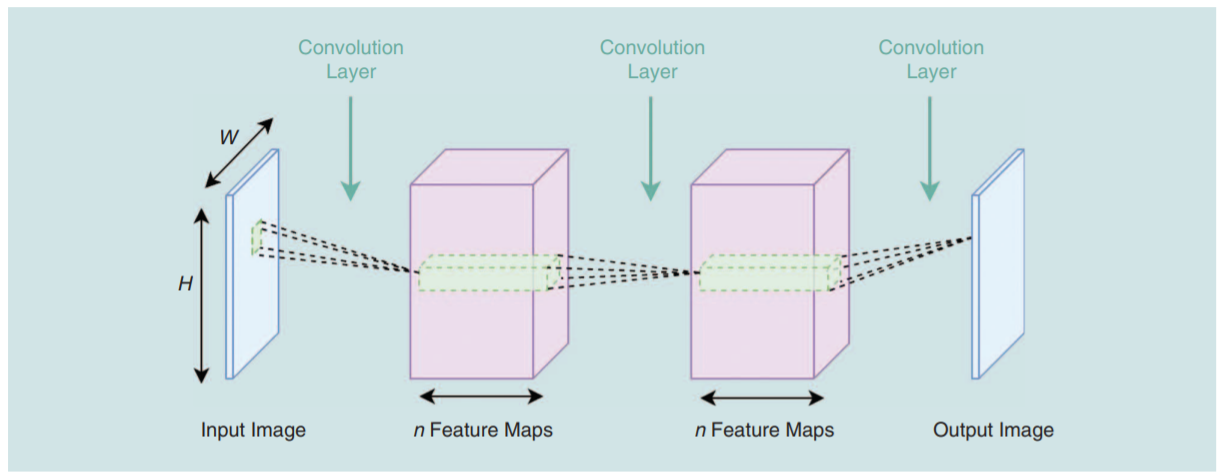 Convolution
Layer
Convolution
Layer
Convolution
Layer
W
H
Input Image
n Feature Maps
n Feature Maps
Output Image